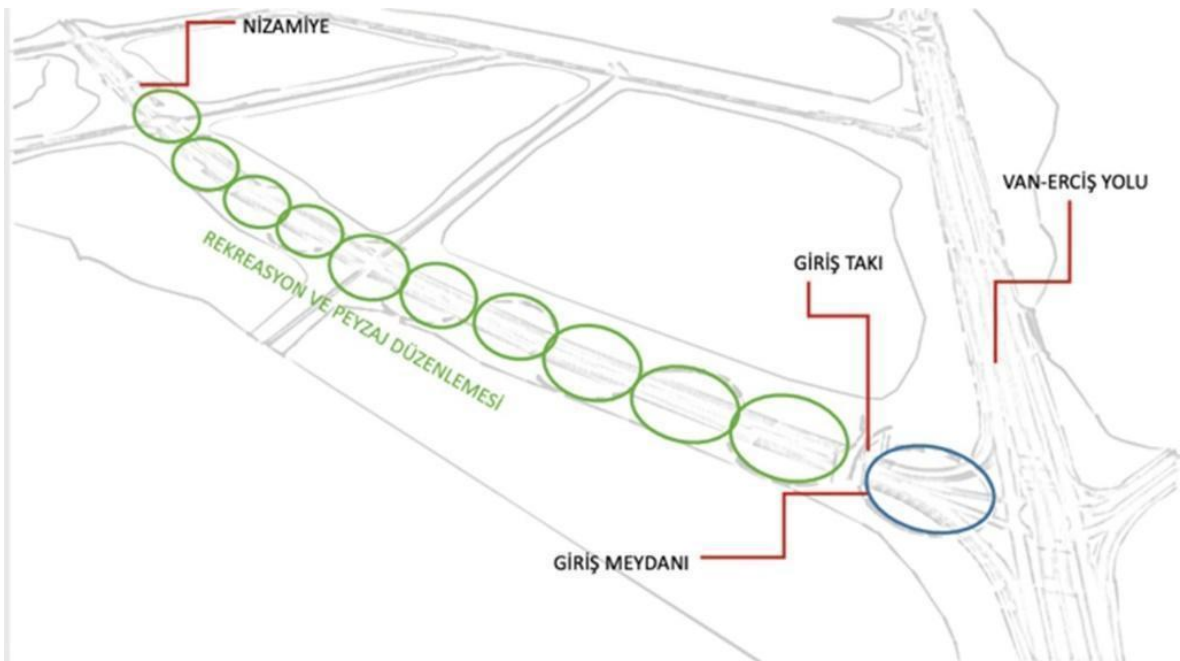 NİZAMİYE
VAN-ERCİŞ YOLU
REKREASYON VE PEYZAJ DÜZENLEMESİ
GİRİŞ TAKI
GİRİŞ MEYDANI